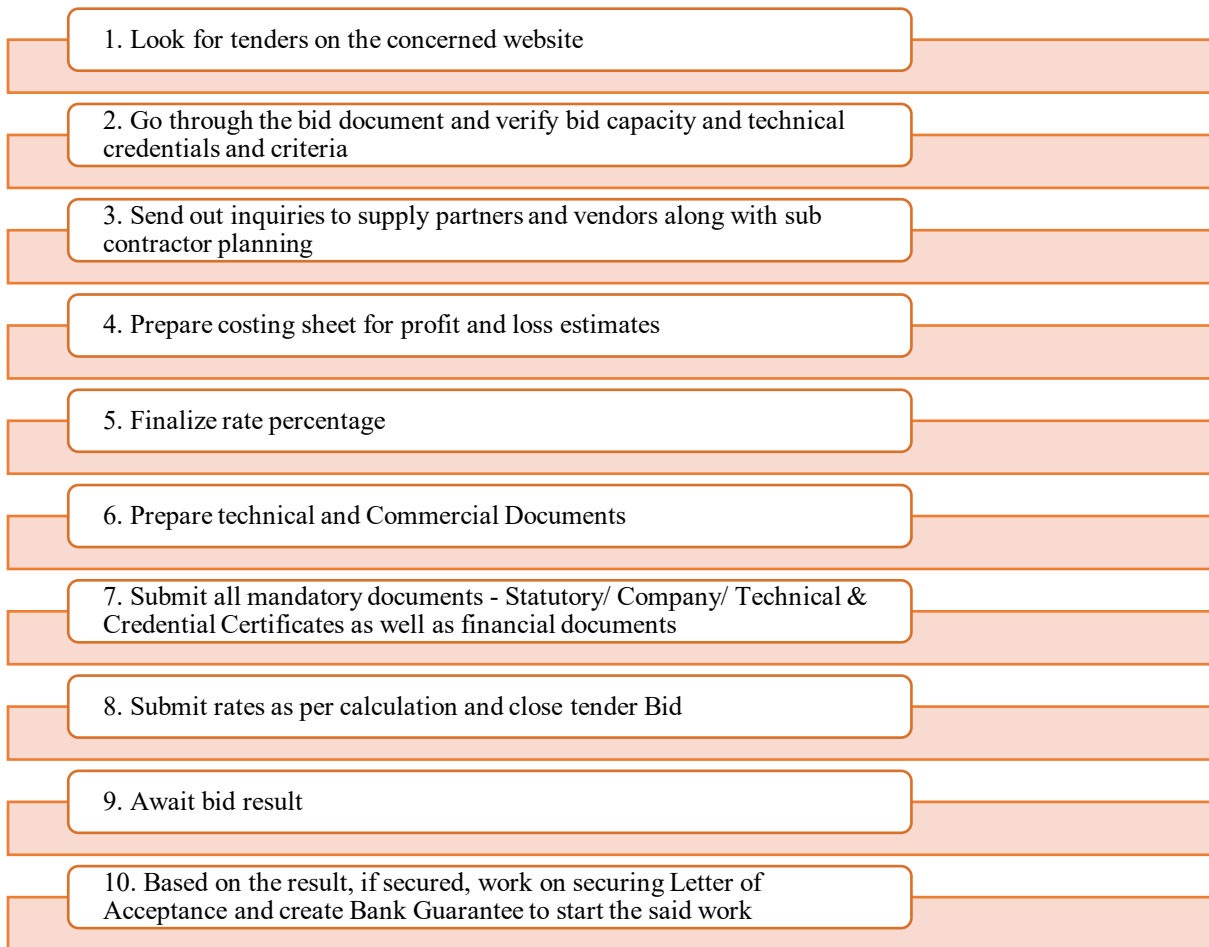 1. Look for tenders on the concerned website
2. Go through the bid document and verify bid capacity and technical
credentials and criteria
3. Send out inquiries to supply partners and vendors along with sub
contractor planning
4. Prepare costing sheet for profit and loss estimates
5. Finalize rate percentage
6. Prepare technical and Commercial Documents
7. Submit all mandatory documents - Statutory/ Company/ Technical &
Credential Certificates as well as financial documents
8. Submit rates as per calculation and close tender Bid
9. Await bid result
10. Based on the result, if secured, work on securing Letter of
Acceptance and create Bank Guarantee to start the said work